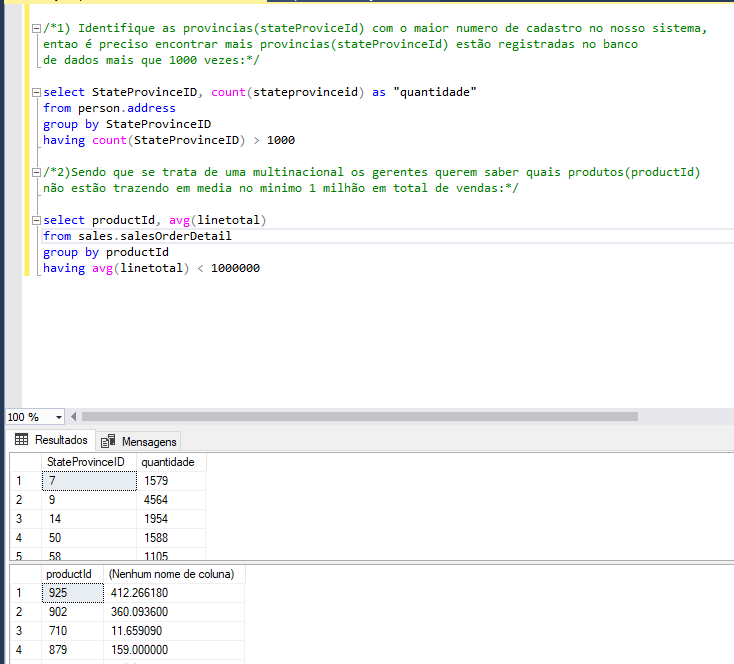 /*1) Identifique as provincias(stateProviceId) com o maior numero de cadastro no nosso sistema,
entao é preciso encontrar mais provincias(stateProvinceId) estão registradas no banco
de dados mais que 1000 vezes:*/
select StateProvinceID, count(stateprovinceid) as "quantidade"
from person.address
group by StateProvinceID
having count(StateProvinceID) > 1000
/*2)Sendo que se trata de uma multinacional os gerentes querem saber quais produtos(productId)
não estão trazendo em media no minimo 1 milhão em total de vendas:*/
select productId, avg(linetotal)
from sales.salesOrderDetail
group by productId
having avg(linetotal) < 1000000
100 %
Resultados Mensagens
StateProvinceID quantidade
1 7 1579
2 9 4564
3 14 1954
4 50 1588
5 58 1105
productId (Nenhum nome de coluna)
1 925 412.266180
2 902 360.093600
3 710 11.659090
4 879 159.000000